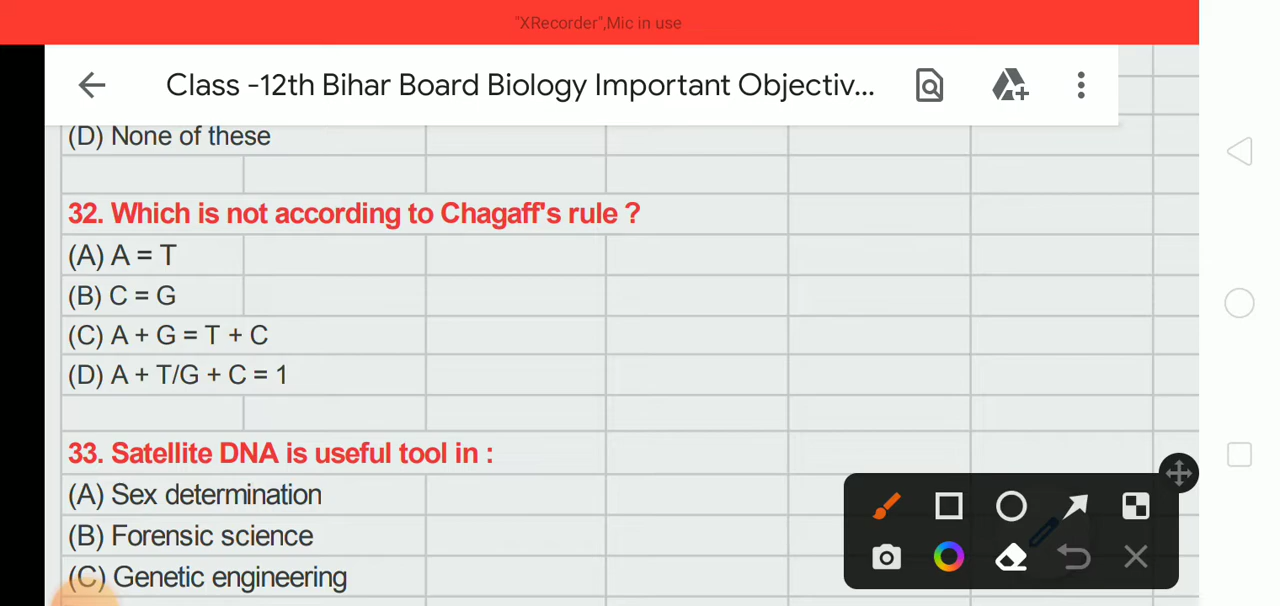 "XRecorder",Mic in use
Class -12th Bihar Board Biology Important Objectiv...
(D) None of these
32. Which is not according to Chagaff's rule ?
(A) A = T
(B) C = G
(C) A + G = T + C
(D) A + T/G + C = 1
33. Satellite DNA is useful tool in :
(A) Sex determination
(B) Forensic science
(C) Genetic engineering